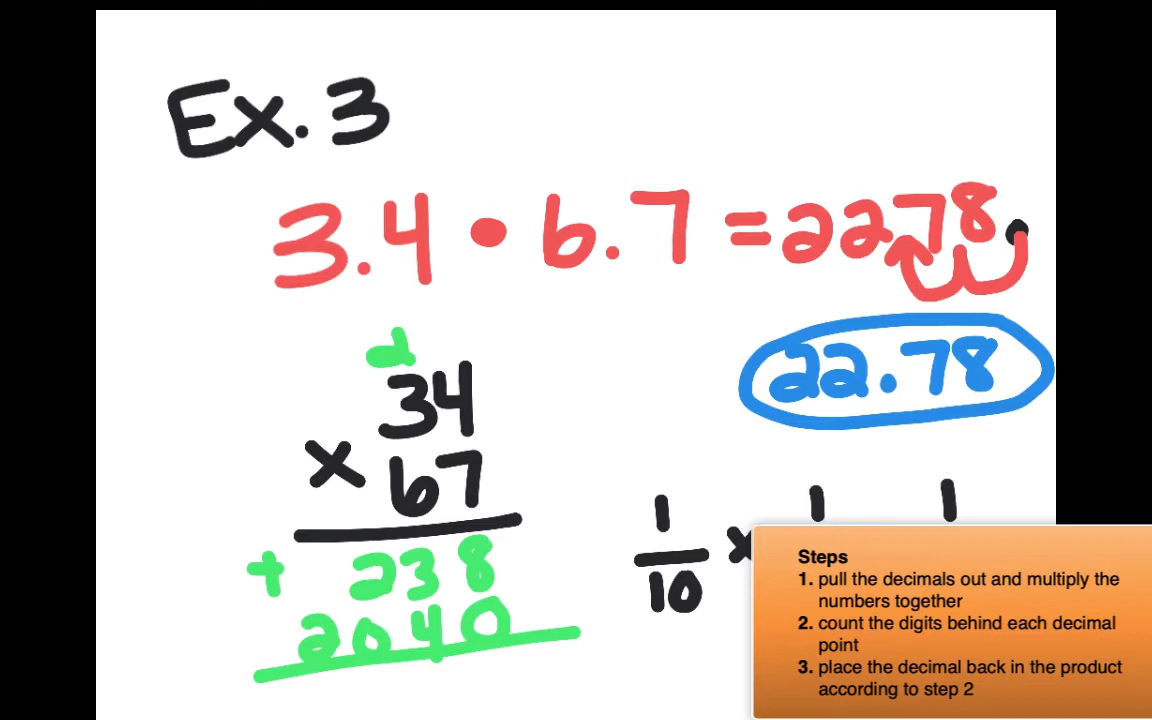 Ex. 3
3.4 • 6.7 = 2278.
22.78
2
34
x 67
+ 238
2040
1 1 1
x
10
Steps
1. pull the decimals out and multiply the
numbers together
2. count the digits behind each decimal
point
3. place the decimal back in the product
according to step 2